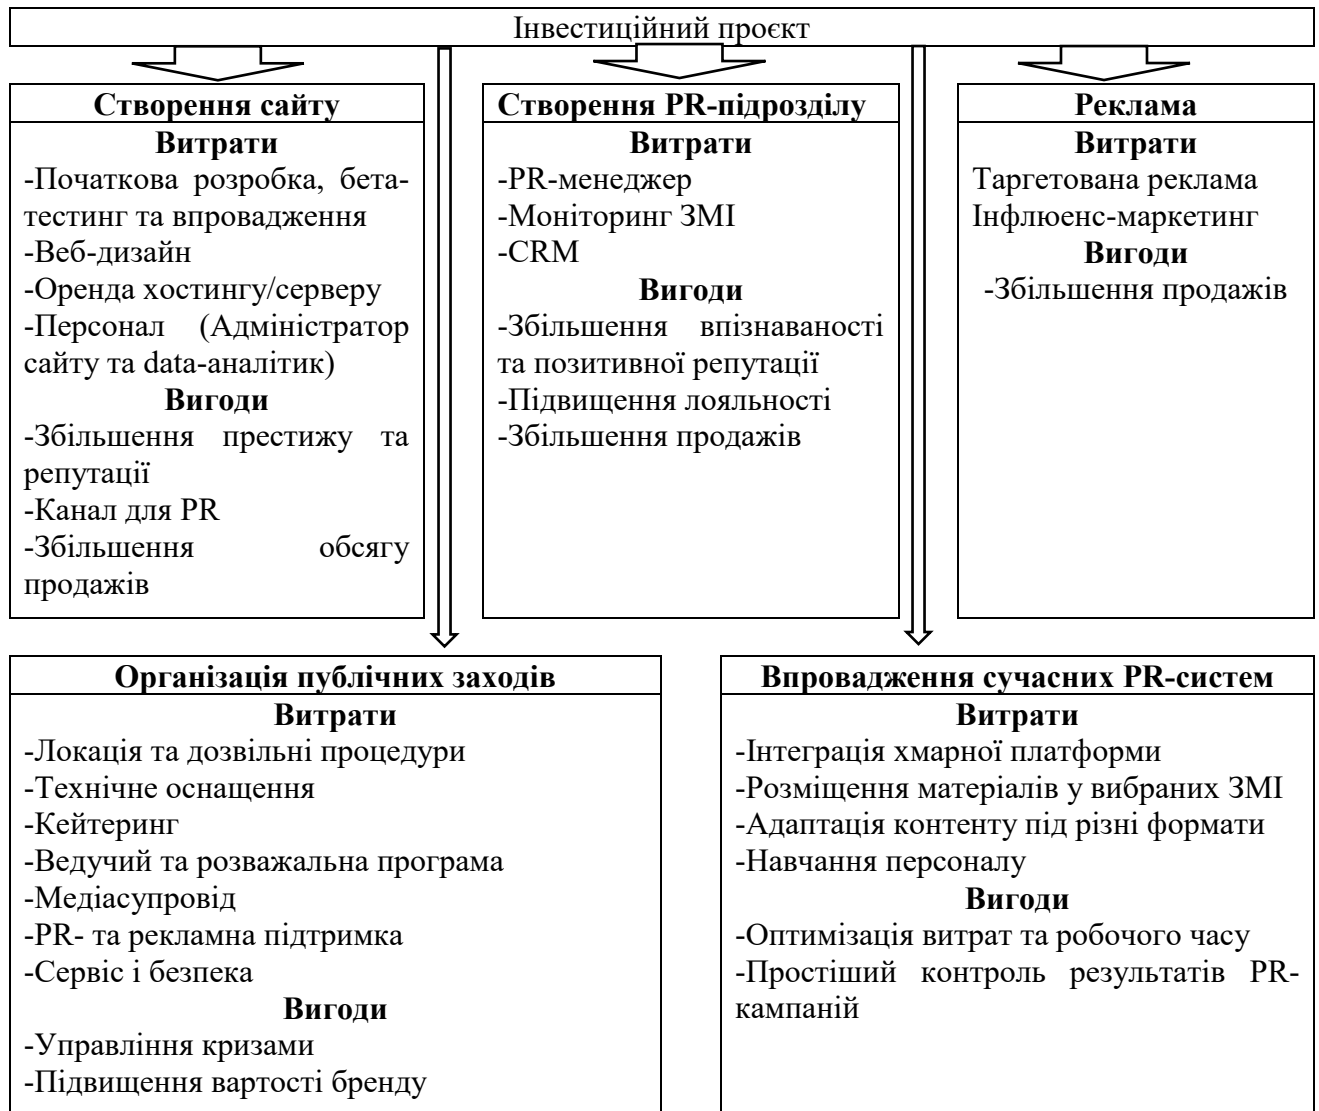 Інвестиційний проєкт
Створення сайту
Витрати
-Початкова розробка, бета-
тестинг та впровадження
-Веб-дизайн
-Оренда хостингу/серверу
-Персонал (Адміністратор
сайту та data-аналітик)
Вигоди
-Збільшення престижу та
репутації
-Канал для PR
-Збільшення обсягу
продажів
Створення PR-підрозділу
Витрати
-PR-менеджер
-Моніторинг ЗМІ
-CRM
Вигоди
-Збільшення впізнаваності
та позитивної репутації
-Підвищення лояльності
-Збільшення продажів
Реклама
Витрати
Таргетована реклама
Інфлюенс-маркетинг
Вигоди
-Збільшення продажів
Організація публічних заходів
Витрати
-Локація та дозвільні процедури
-Технічне оснащення
-Кейтеринг
-Ведучий та розважальна програма
-Медіасупровід
-PR- та рекламна підтримка
-Сервіс і безпека
Вигоди
-Управління кризами
-Підвищення вартості бренду
Впровадження сучасних PR-систем
Витрати
-Інтеграція хмарної платформи
-Розміщення матеріалів у вибраних ЗМІ
-Адаптація контенту під різні формати
-Навчання персоналу
Вигоди
-Оптимізація витрат та робочого часу
-Простіший контроль результатів PR-
кампаній